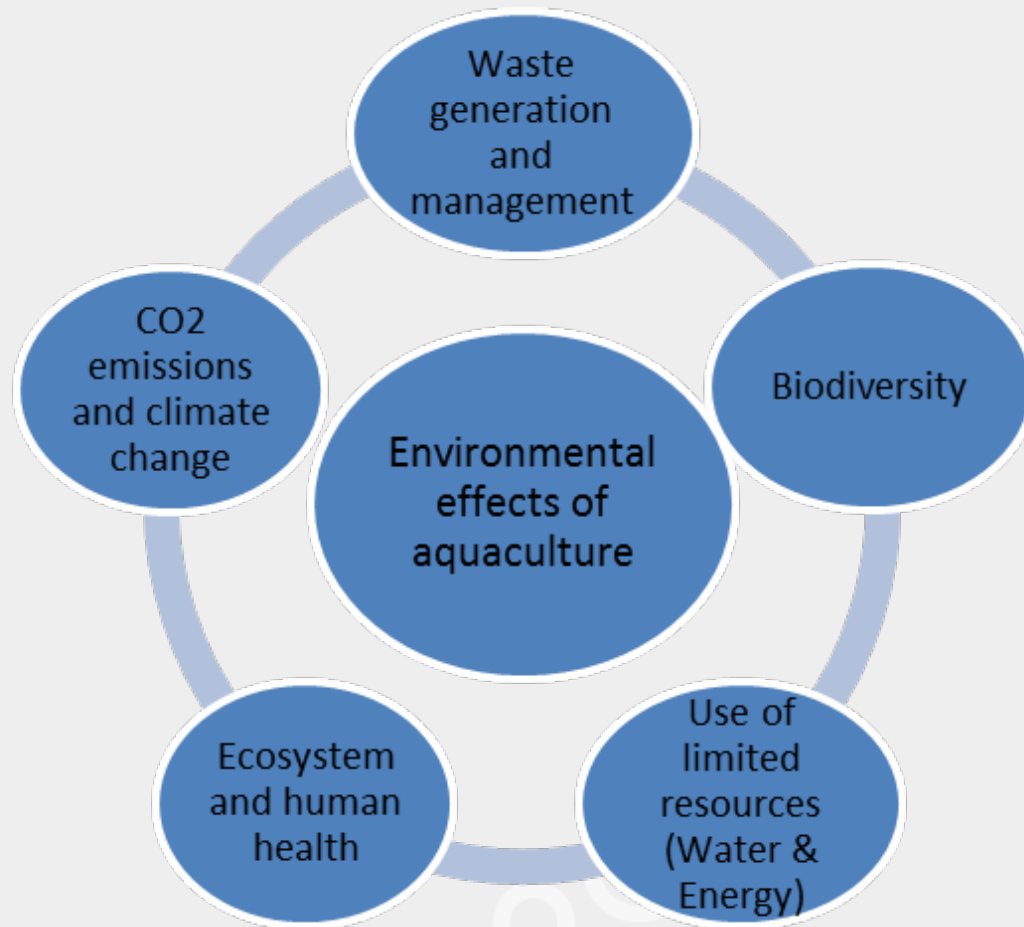 Waste
generation
and
management
CO2
emissions
and climate
change
Biodiversity
Environmental
effects of
aquaculture
Ecosystem
and human
health
Use of
limited
resources
(Water &
Energy)